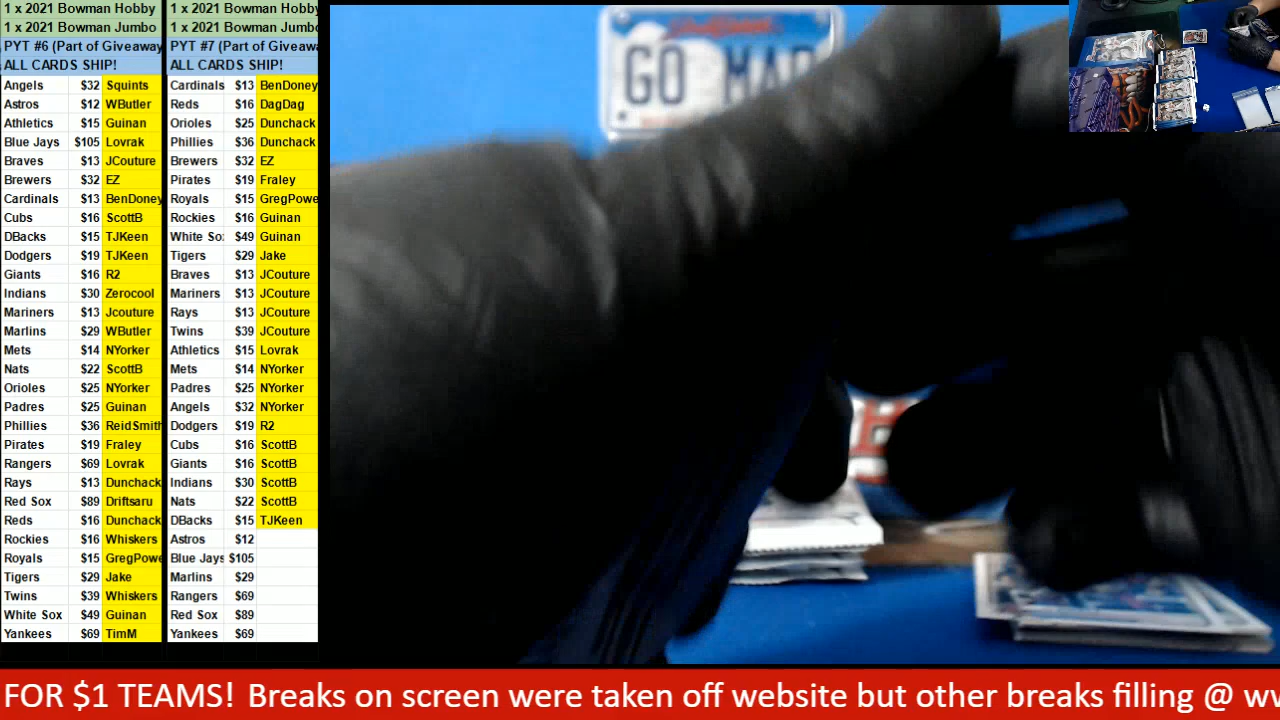 1 x 2021 Bowman Hobby
1 x 2021 Bowman Jumbo
PYT #6 (Part of Giveaway
ALL CARDS SHIP!
Angels $32 Squints
Astros $12 WButler
Athletics $15 Guinan
Blue Jays $105 Lovrak
Braves $13 JCouture
Brewers $32 EZ
Cardinals $13 BenDoney
Cubs $16 ScottB
DBacks $15 TJKeen
Dodgers $19 TJKeen
Giants $16 R2
Indians $30 Zerocool
Mariners $13 Jcouture
Marlins $29 WButler
Mets $14 NYorker
Nats $22 ScottB
Orioles $25 NYorker
Padres $25 Guinan
Phillies $36 ReidSmith
Pirates $19 Fraley
Rangers $69 Lovrak
Rays $13 Dunchack
Red Sox $89 Driftsaru
Reds $16 Dunchack
Rockies $16 Whiskers
Royals $15 GregPowe
Tigers $29 Jake
Twins $39 Whiskers
White Sox $49 Guinan
Yankees $69 TimM
1 x 2021 Bowman Hobby
1 x 2021 Bowman Jumbo
PYT #7 (Part of Giveawa
ALL CARDS SHIP!
Cardinals $13 BenDoney
Reds $16 DagDag
Orioles $25 Dunchack
Phillies $36 Dunchack
Brewers $32 EZ
Pirates $19 Fraley
Royals $15 GregPowe
Rockies $16 Guinan
White So $49 Guinan
Tigers $29 Jake
Braves $13 JCouture
Mariners $13 JCouture
Rays $13 JCouture
Twins $39 JCouture
Athletics $15 Lovrak
Mets $14 NYorker
Padres $25 NYorker
Angels $32 NYorker
Dodgers $19 R2
Cubs $16 ScottB
Giants $16 ScottB
Indians $30 ScottB
Nats $22 ScottB
DBacks $15 TJKeen
Astros $12
Blue Jays $105
Marlins $29
Rangers $69
Red Sox $89
Yankees $69
GO MA
FOR $1 TEAMS! Breaks on screen were taken off website but other breaks filling @ w